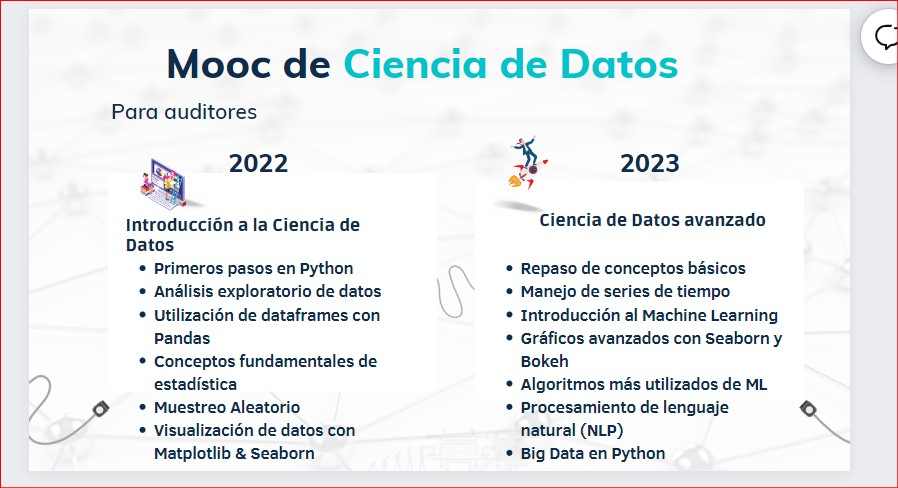 Mooc de Ciencia de Datos
Para auditores
2022
Introducción a la Ciencia de
Datos
• Primeros pasos en Python
• Análisis exploratorio de datos
• Utilización de dataframes con
Pandas
• Conceptos fundamentales de
estadística
• Muestreo Aleatorio
• Visualización de datos con
Matplotlib & Seaborn
2023
Ciencia de Datos avanzado
• Repaso de conceptos básicos
• Manejo de series de tiempo
• Introducción al Machine Learning
• Gráficos avanzados con Seaborn y
Bokeh
• Algoritmos más utilizados de ML
• Procesamiento de lenguaje
natural (NLP)
• Big Data en Python